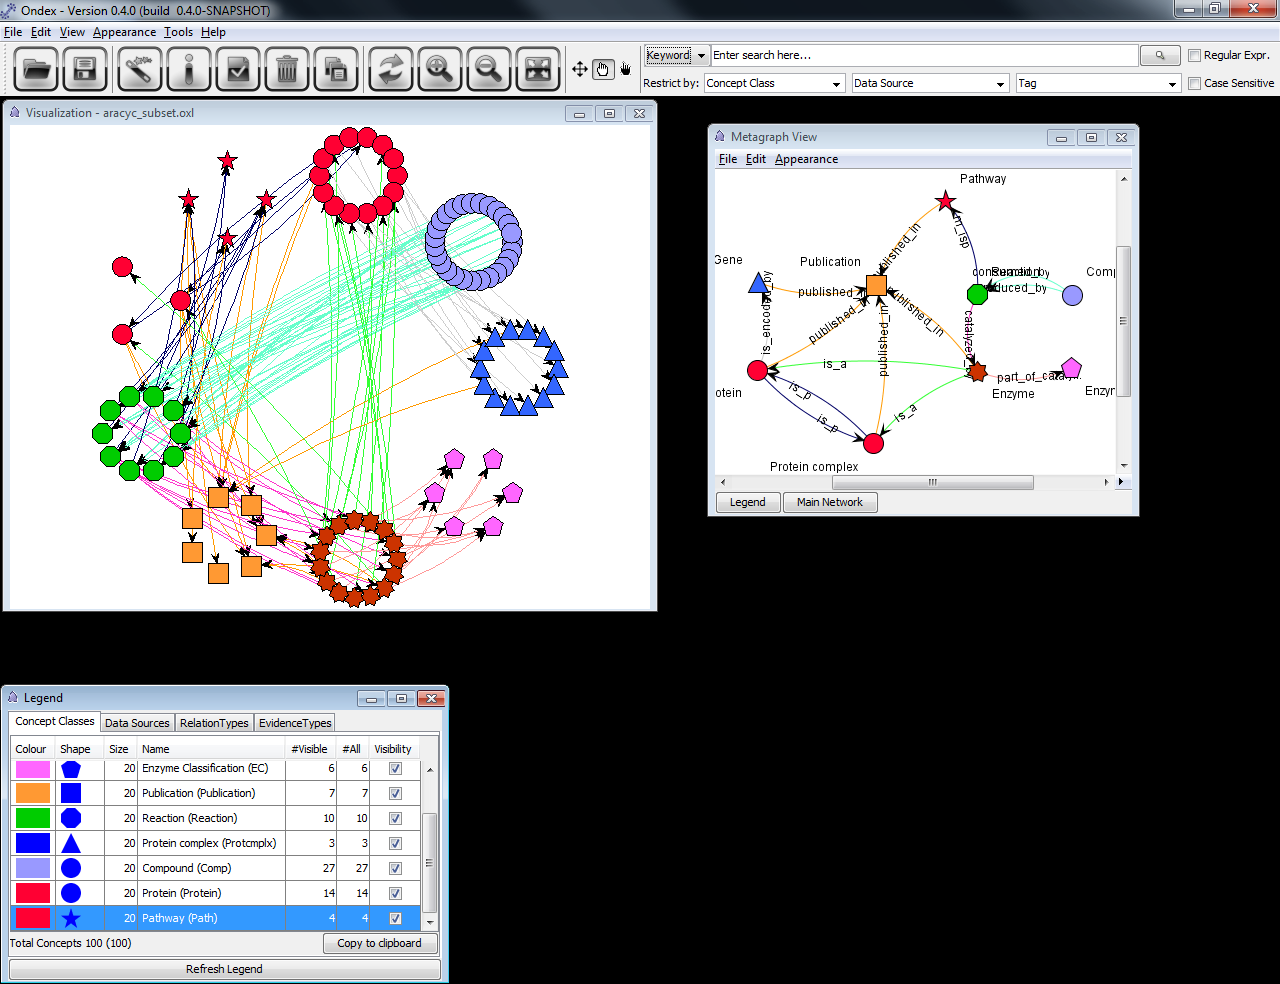 Ondex - Version 0.4.0 (build 0.4.0-SNAPSHOT)
File Edit View Appearance Tools Help
Keyword Enter search here... Regular Expr.
Restrict by: Concept Class Data Source Tag Case Sensitive
Visualization - aracyc_subset.oxl
Metagraph View
File Edit Appearance
Pathway
published_in
m_isp
Gene
Publication
consumed_by
produced_by
Comp
is_encoded_by
published_in
published_in
published_in
published_in
catalyzed_by
is_a
part_of_catalyz...
otein
Enzyme
Enzyn
is_p
is_p
is_a
Protein complex
Legend Main Network
Legend
Concept Classes Data Sources RelationTypes EvidenceTypes
Colour Shape Size Name #Visible #All Visibility
20 Enzyme Classification (EC) 6 6
20 Publication (Publication) 7 7
20 Reaction (Reaction) 10 10
20 Protein complex (Protcmplx) 3 3
20 Compound (Comp) 27 27
20 Protein (Protein) 14 14
20 Pathway (Path) 4 4
Total Concepts 100 (100) Copy to clipboard
Refresh Legend